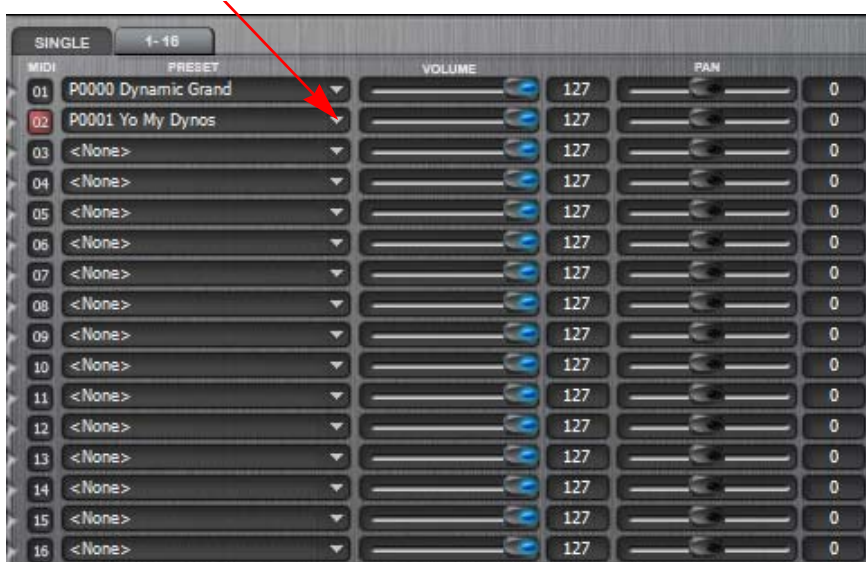 SINGLE 1-16
MIDI PRESET VOLUME PAN
01 P0000 Dynamic Grand 127 0
02 P0001 Yo My Dynos 127 0
03 <None> 127 0
04 <None> 127 0
05 <None> 127 0
06 <None> 127 0
07 <None> 127 0
08 <None> 127 0
09 <None> 127 0
10 <None> 127 0
11 <None> 127 0
12 <None> 127 0
13 <None> 127 0
14 <None> 127 0
15 <None> 127 0
16 <None> 127 0